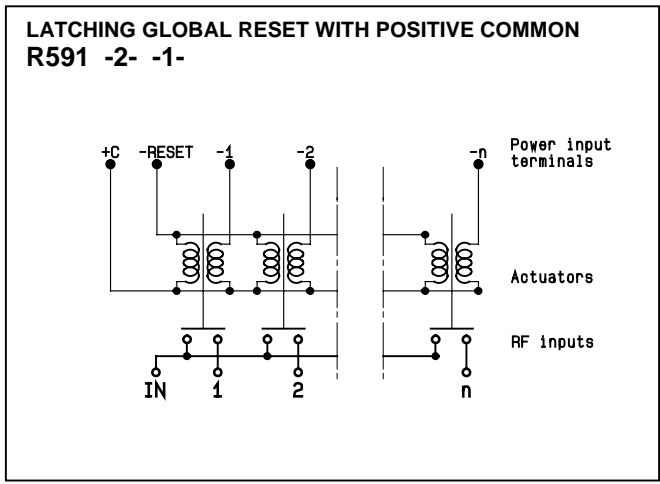 LATCHING GLOBAL RESET WITH POSITIVE COMMON
R591 -2- -1-
+C -RESET -1 -2 -n Power input
terminals
Actuators
RF inputs
IN 1 2 n